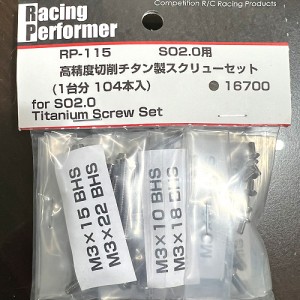 Racing
Performer
Competition R/C Racing Products
RP-115 SO2.0用
高精度切削チタン製スクリューセット
(1台分 104本入) ●16700
for SO2.0
Titanium Screw Set
M3×15 BHS
M3×22 BHS
M3×10 BHS
M3×18 BHS